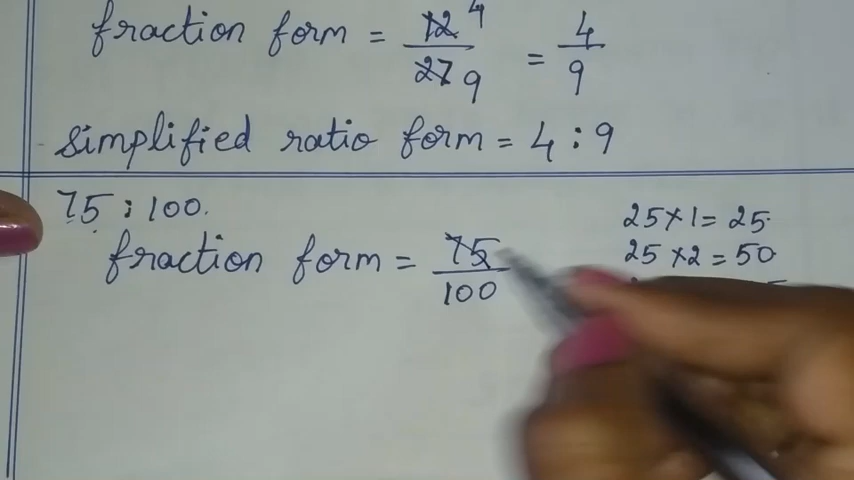 fraction form = 12 4 / 27 9 = 4 / 9
simplified ratio form = 4 : 9
75 : 100.
fraction form = 75 / 100
25 × 1 = 25
25 × 2 = 50